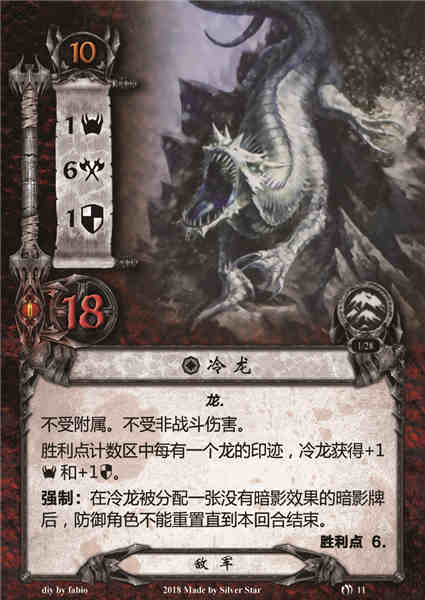 10
1
6
1
18
1/28
冷龙
龙.
不受附属。不受非战斗伤害。
胜利点计数区中每有一个龙的印迹，冷龙获得+1
和+1。
强制：在冷龙被分配一张没有暗影效果的暗影牌
后，防御角色不能重置直到本回合结束。
胜利点 6.
敌军
diy by fabio 2018 Made by Silver Star 11